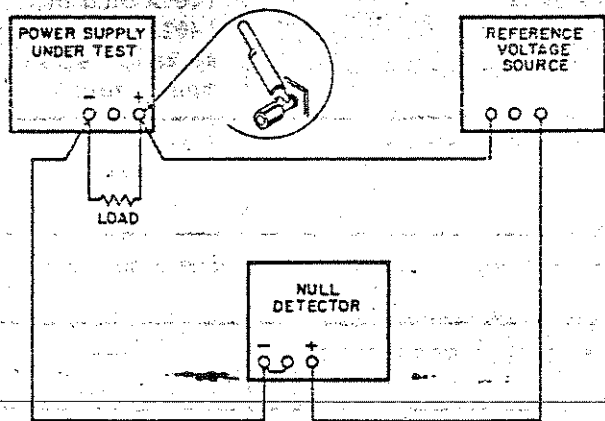 POWER SUPPLY
UNDER TEST
- +
LOAD
REFERENCE
VOLTAGE
SOURCE
NULL
DETECTOR
- +